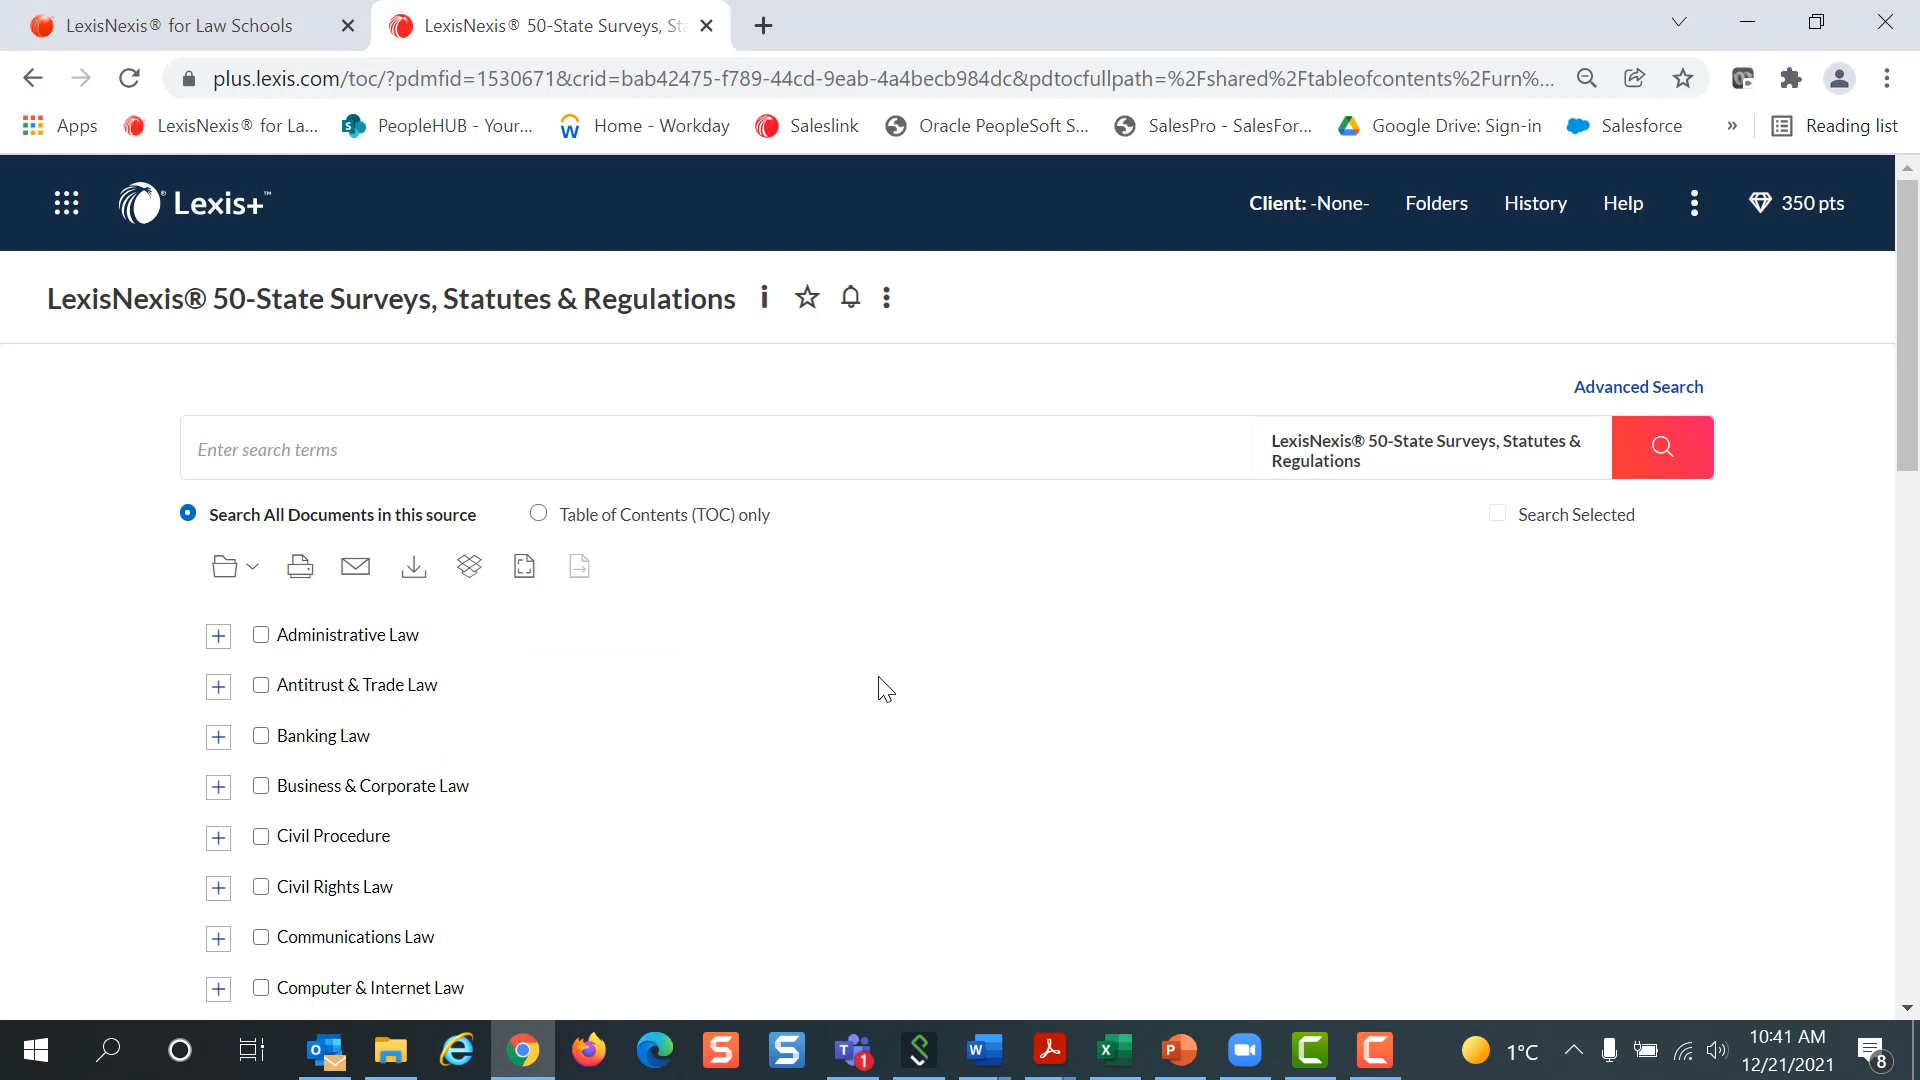 LexisNexis® for Law Schools
LexisNexis® 50-State Surveys, Sta
plus.lexis.com/toc/?pdmfid=1530671&crid=bab42475-f789-44cd-9eab-4a4becb984dc&pdtocfullpath=%2Fshared%2Ftableofcontents%2Furn%...
Apps
LexisNexis® for La...
PeopleHUB - Your...
Home - Workday
Saleslink
Oracle PeopleSoft S...
SalesPro - SalesFor...
Google Drive: Sign-in
Salesforce
»
Reading list
Lexis+™
Client: -None-
Folders
History
Help
350 pts
LexisNexis® 50-State Surveys, Statutes & Regulations
Advanced Search
Enter search terms
LexisNexis® 50-State Surveys, Statutes &
Regulations
Search All Documents in this source
Table of Contents (TOC) only
Search Selected
Administrative Law
Antitrust & Trade Law
Banking Law
Business & Corporate Law
Civil Procedure
Civil Rights Law
Communications Law
Computer & Internet Law
1°C
10:41 AM
12/21/2021
8
1